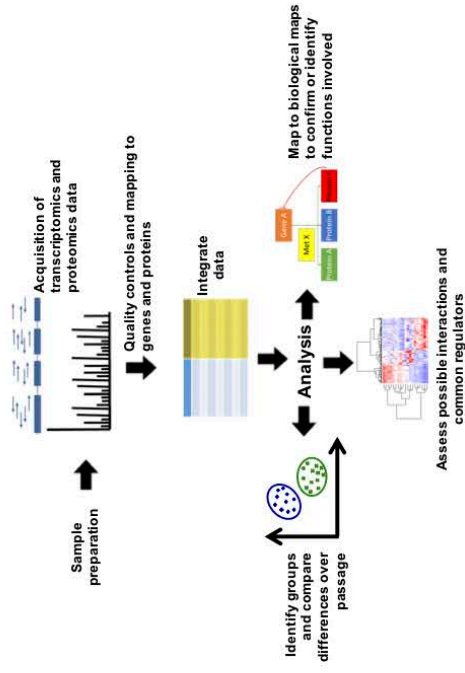 Sample
preparation
Acquisition of
transcriptomics and
proteomics data
Quality controls and mapping to
genes and proteins
Integrate
data
Analysis
Identify groups
and compare
differences over
passage
Assess possible interactions and
common regulators
Gene A
Met X
Protein A
Protein B
Map to biological maps
to confirm or identify
functions involved